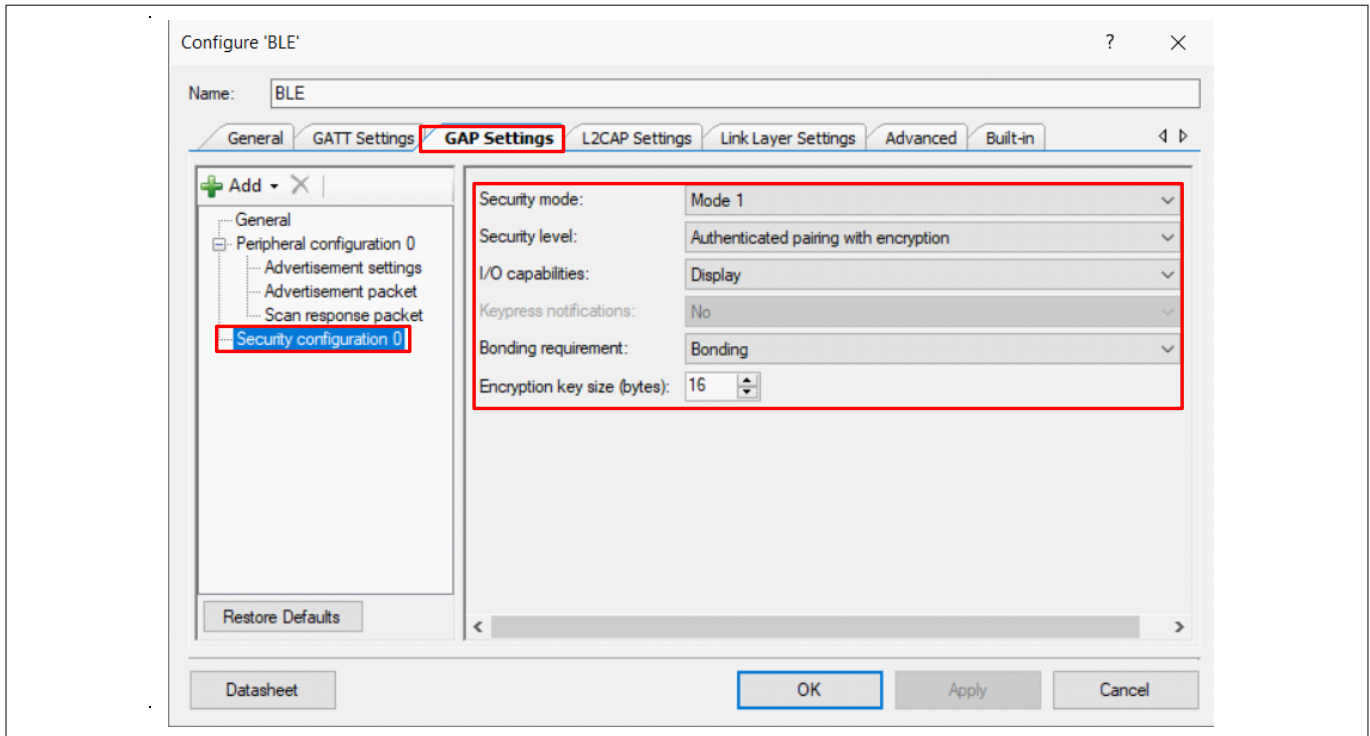 Configure 'BLE'
?
Name: BLE
General GATT Settings GAP Settings L2CAP Settings Link Layer Settings Advanced Built-in
Add
General
Peripheral configuration 0
Advertisement settings
Advertisement packet
Scan response packet
Security configuration 0
Security mode: Mode 1
Security level: Authenticated pairing with encryption
I/O capabilities: Display
Keypress notifications: No
Bonding requirement: Bonding
Encryption key size (bytes): 16
Restore Defaults
Datasheet OK Apply Cancel